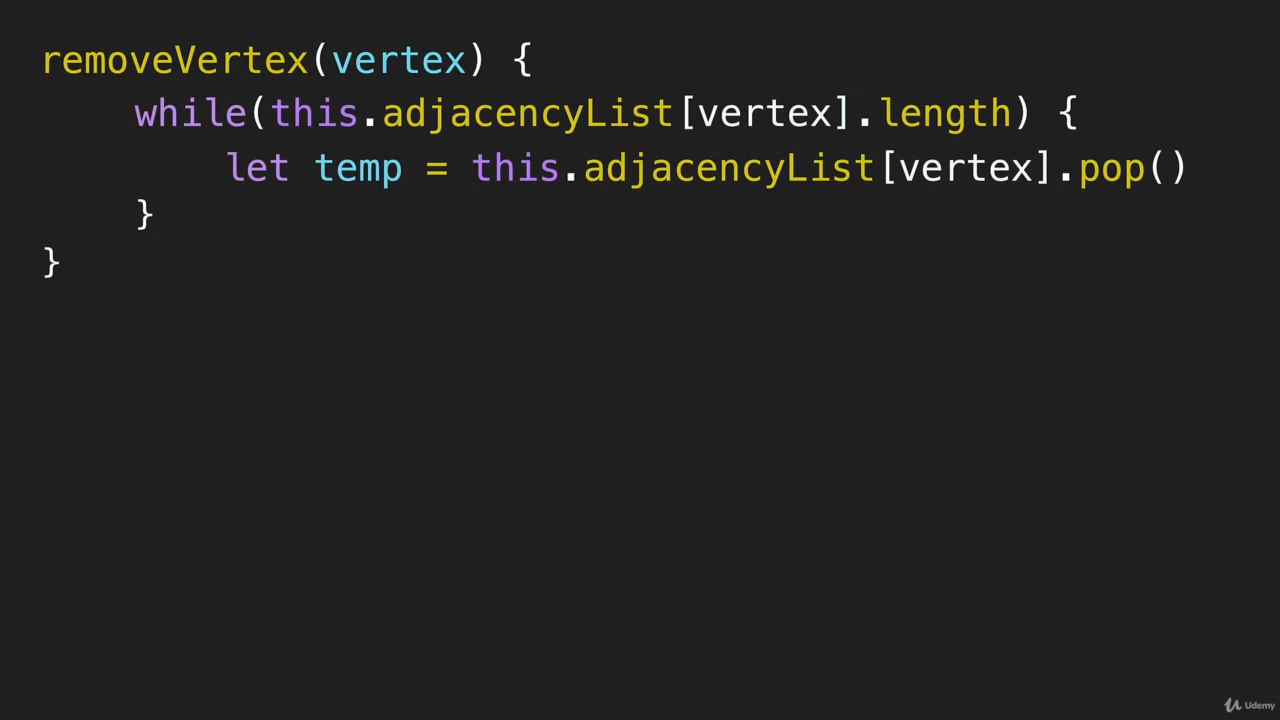 removeVertex(vertex) {
while(this.adjacencyList[vertex].length) {
let temp = this.adjacencyList[vertex].pop()
}
}
Udemy